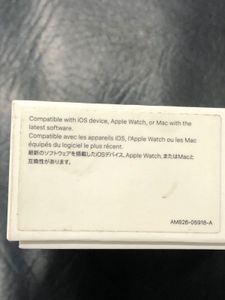 Compatible with iOS device, Apple Watch, or Mac with the
latest software.
Compatible avec les appareils iOS, l'Apple Watch ou les Mac
équipés du logiciel le plus récent.
最新のソフトウェアを搭載したiOSデバイス、Apple Watch、またはMacと
互換性があります。
AM926-05916-A